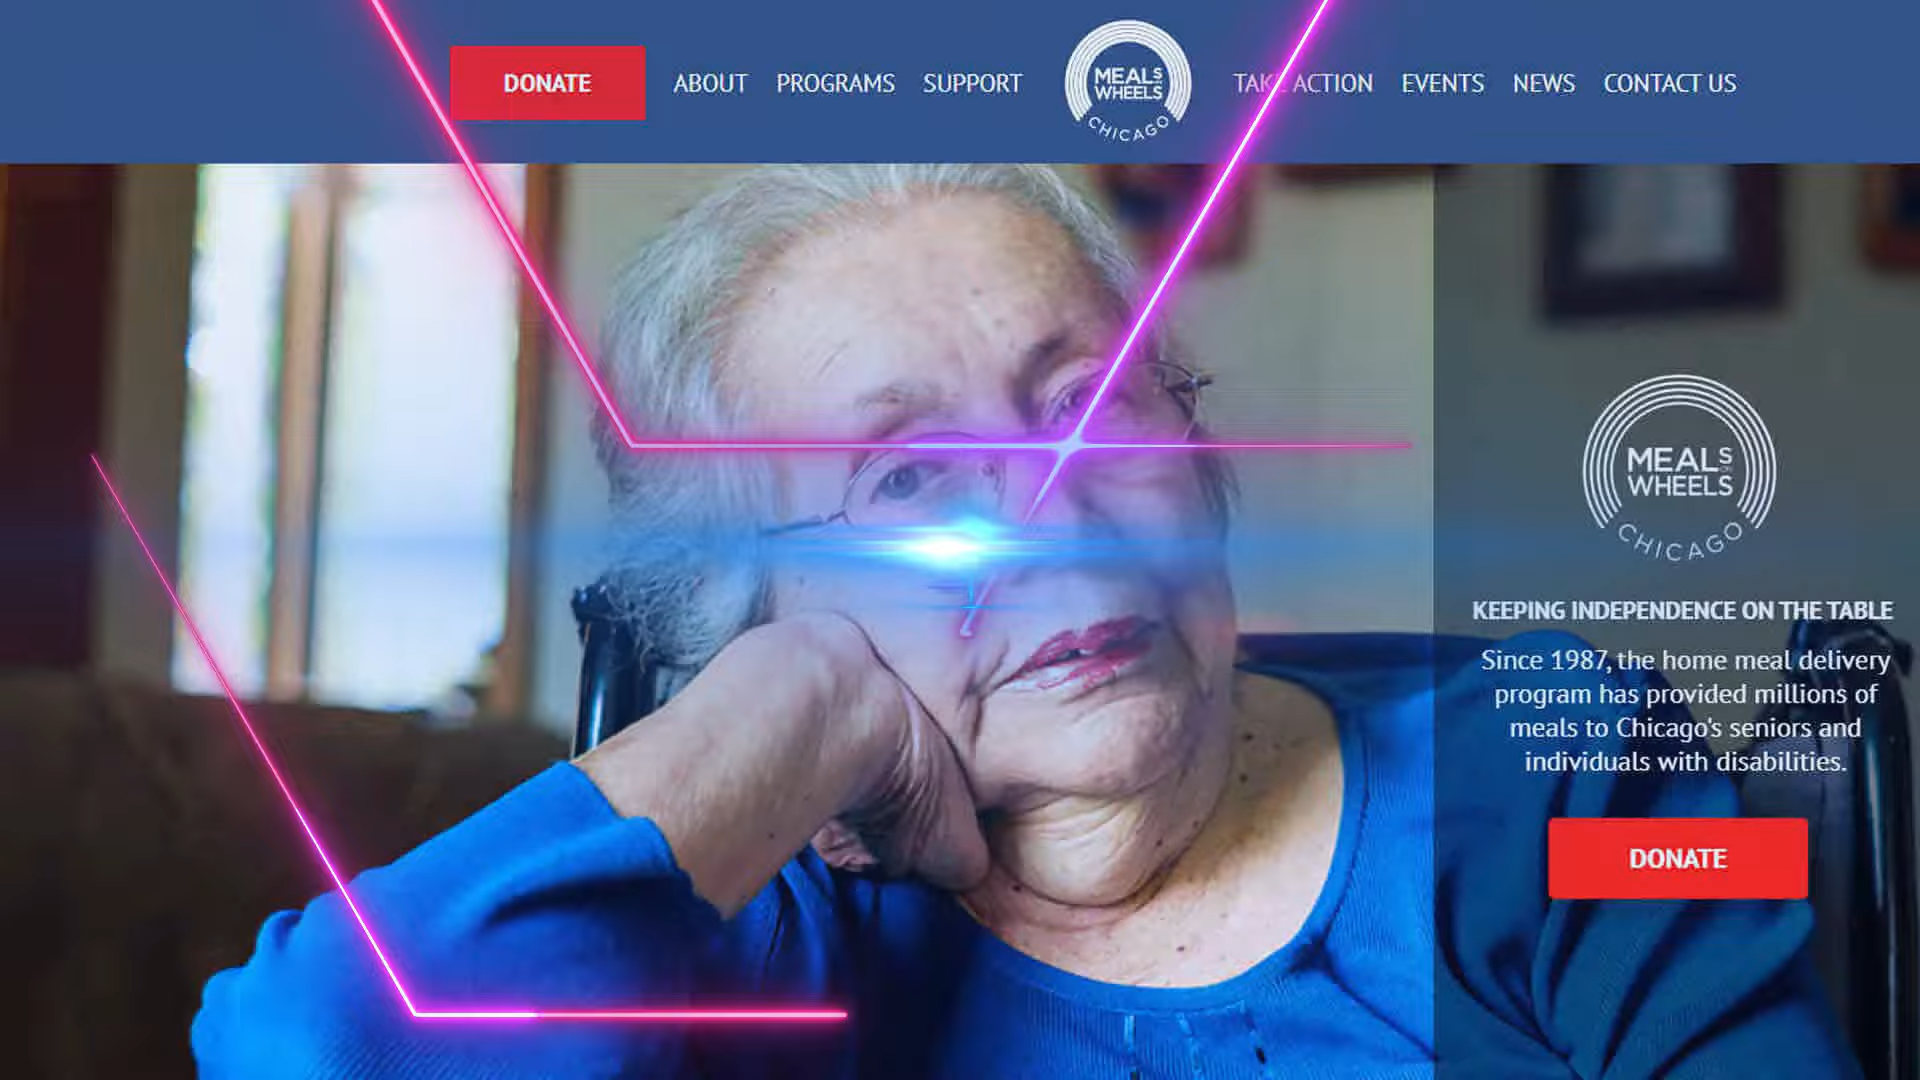 DONATE
ABOUT
PROGRAMS
SUPPORT
MEALS
WHEELS
CHICAGO
TAKE ACTION
EVENTS
NEWS
CONTACT US
MEALS
WHEELS
CHICAGO
KEEPING INDEPENDENCE ON THE TABLE
Since 1987, the home meal delivery
program has provided millions of
meals to Chicago's seniors and
individuals with disabilities.
DONATE